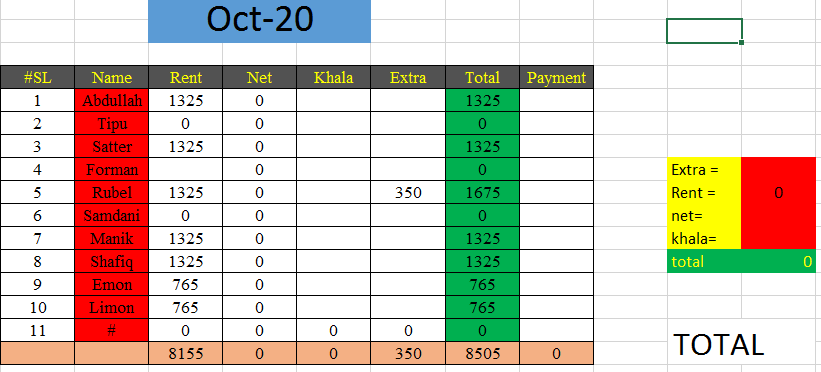 Oct-20
#SL Name Rent Net Khala Extra Total Payment
1 Abdullah 1325 0 1325
2 Tipu 0 0 0
3 Satter 1325 0 1325
4 Forman 0 0
5 Rubel 1325 0 350 1675
6 Samdani 0 0 0
7 Manik 1325 0 1325
8 Shafiq 1325 0 1325
9 Emon 765 0 765
10 Limon 765 0 765
11 # 0 0 0 0 0
8155 0 0 350 8505 0
Extra =
Rent = 0
net=
khala=
total 0
TOTAL